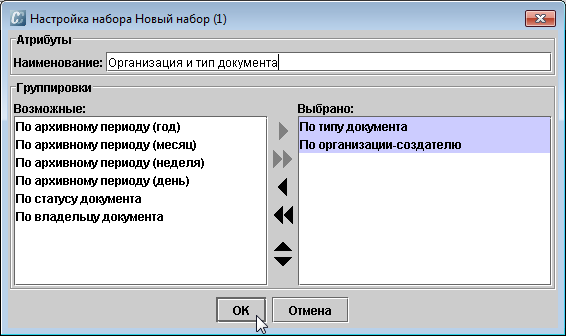 Настройка набора Новый набор (1)
Атрибуты
Наименование: Организация и тип документа
Группировки
Возможные:
По архивному периоду (год)
По архивному периоду (месяц)
По архивному периоду (неделя)
По архивному периоду (день)
По статусу документа
По владельцу документа
Выбрано:
По типу документа
По организации-создателю
OK
Отмена